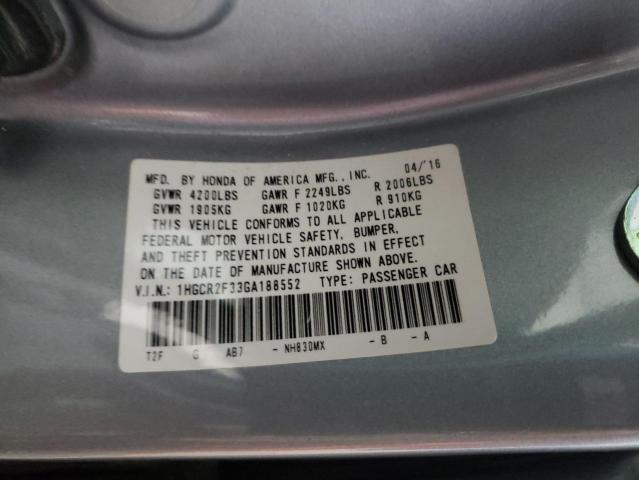 MFD. BY HONDA OF AMERICA MFG., INC. 04/'16
GVWR 4200LBS GAWR F 2249LBS R 2006LBS
GVWR 1905KG GAWR F 1020KG R 910KG
THIS VEHICLE CONFORMS TO ALL APPLICABLE
FEDERAL MOTOR VEHICLE SAFETY, BUMPER,
AND THEFT PREVENTION STANDARDS IN EFFECT
ON THE DATE OF MANUFACTURE SHOWN ABOVE.
V.I.N.: 1HGCR2F33GA188552 TYPE: PASSENGER CAR
T2F G AB7 - NH830MX - B - A